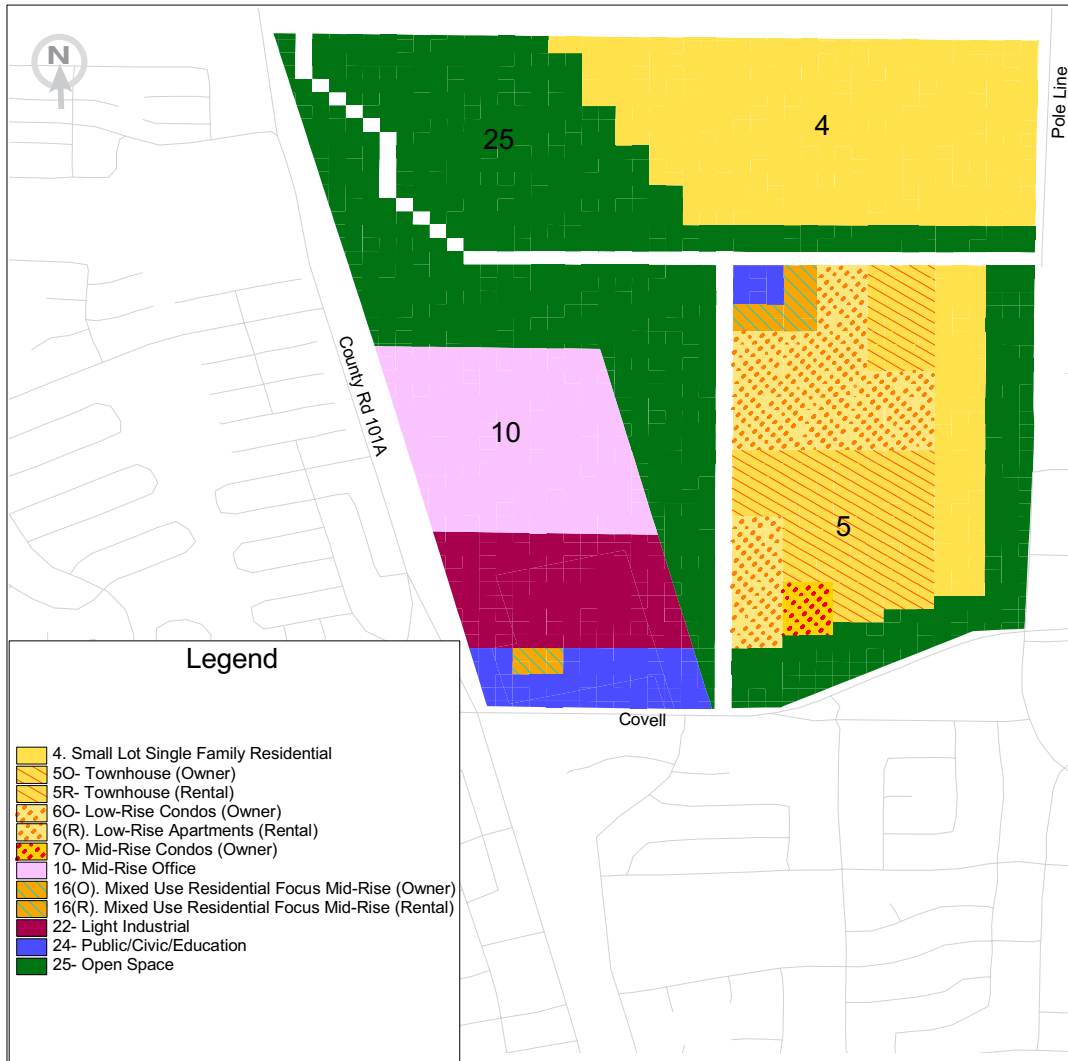 N
25
4
Pole Line
County Rd 101A
10
5
Covell
Legend
4. Small Lot Single Family Residential
5O- Townhouse (Owner)
5R- Townhouse (Rental)
6O- Low-Rise Condos (Owner)
6(R). Low-Rise Apartments (Rental)
7O- Mid-Rise Condos (Owner)
10- Mid-Rise Office
16(O). Mixed Use Residential Focus Mid-Rise (Owner)
16(R). Mixed Use Residential Focus Mid-Rise (Rental)
22- Light Industrial
24- Public/Civic/Education
25- Open Space